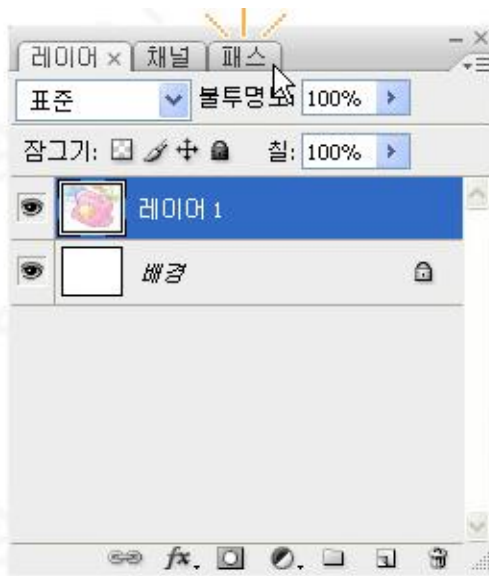 레이어 × 채널 패스
표준 불투명도: 100%
잠그기: 칠: 100%
레이어 1
배경
fx.